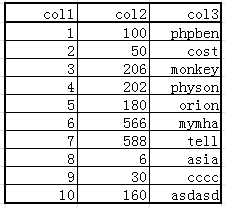 col1 col2 col3
1 100 phpben
2 50 cost
3 206 monkey
4 202 physon
5 180 orion
6 566 mymha
7 588 tell
8 6 asia
9 30 cccc
10 160 asdasd